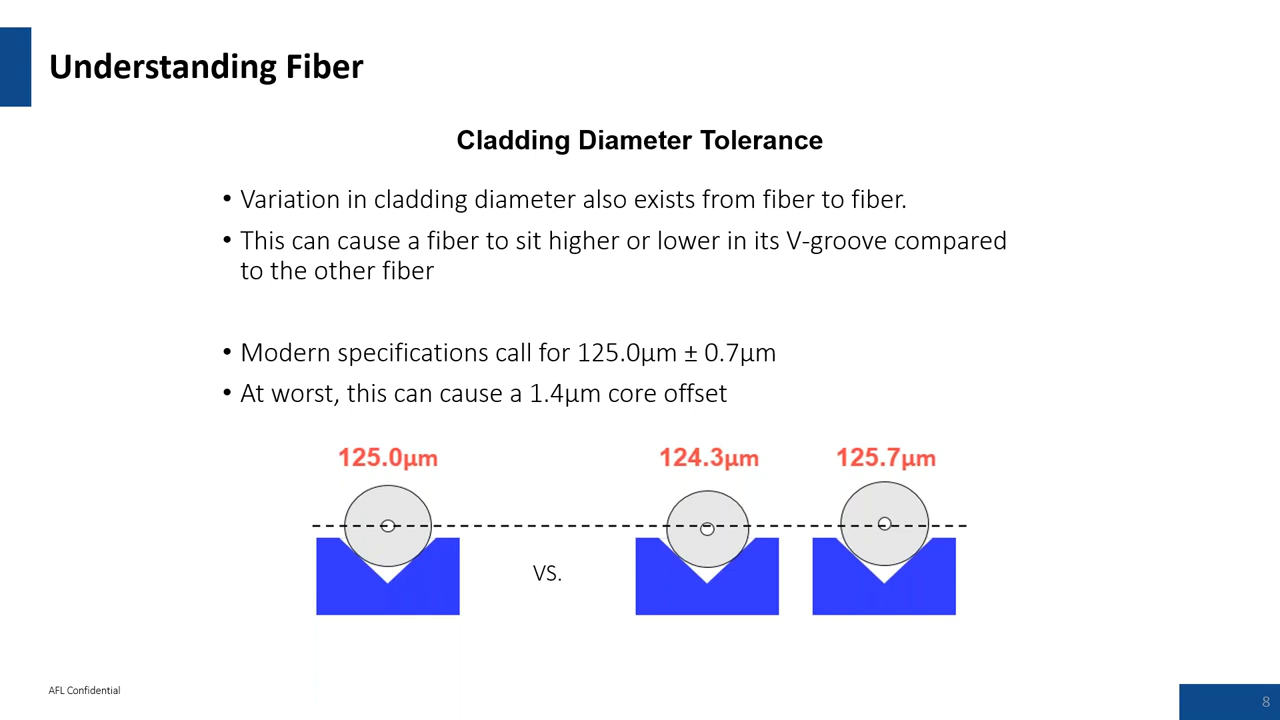 Understanding Fiber
Cladding Diameter Tolerance
• Variation in cladding diameter also exists from fiber to fiber.
• This can cause a fiber to sit higher or lower in its V-groove compared
to the other fiber
• Modern specifications call for 125.0µm ± 0.7µm
• At worst, this can cause a 1.4µm core offset
125.0µm
124.3µm
125.7µm
VS.
AFL Confidential
8